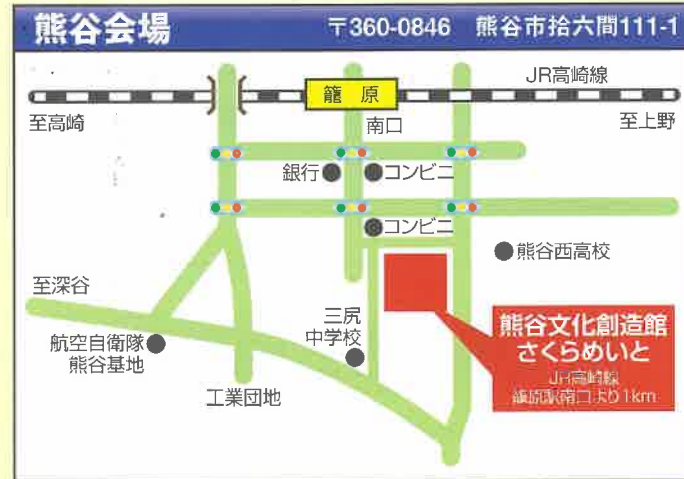 熊谷会場
〒360-0846 熊谷市拾六間111-1
JR高崎線
籠原
至高崎
南口
至上野
銀行
コンビニ
コンビニ
熊谷西高校
至深谷
航空自衛隊
熊谷基地
三尻
中学校
工業団地
熊谷文化創造館
さくらめいと
JR高崎線
籠原駅南口より1km